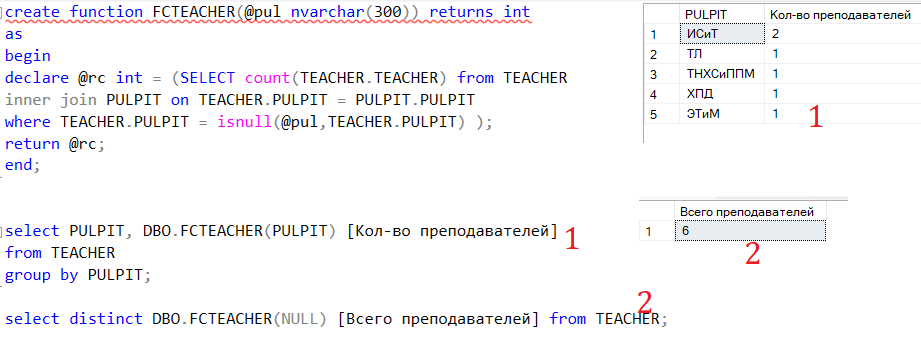 create function FCTEACHER(@pul nvarchar(300)) returns int
as
begin
declare @rc int = (SELECT count(TEACHER.TEACHER) from TEACHER
inner join PULPIT on TEACHER.PULPIT = PULPIT.PULPIT
where TEACHER.PULPIT = isnull(@pul,TEACHER.PULPIT) );
return @rc;
end;
PULPIT Кол-во преподавателей
1 ИСиТ 2
2 ТЛ 1
3 ТНХСиППМ 1
4 ХПД 1
5 ЭТиМ 1
1
select PULPIT, DBO.FCTEACHER(PULPIT) [Кол-во преподавателей]
from TEACHER
group by PULPIT;
1
Всего преподавателей
1 6
2
select distinct DBO.FCTEACHER(NULL) [Всего преподавателей] from TEACHER;
2